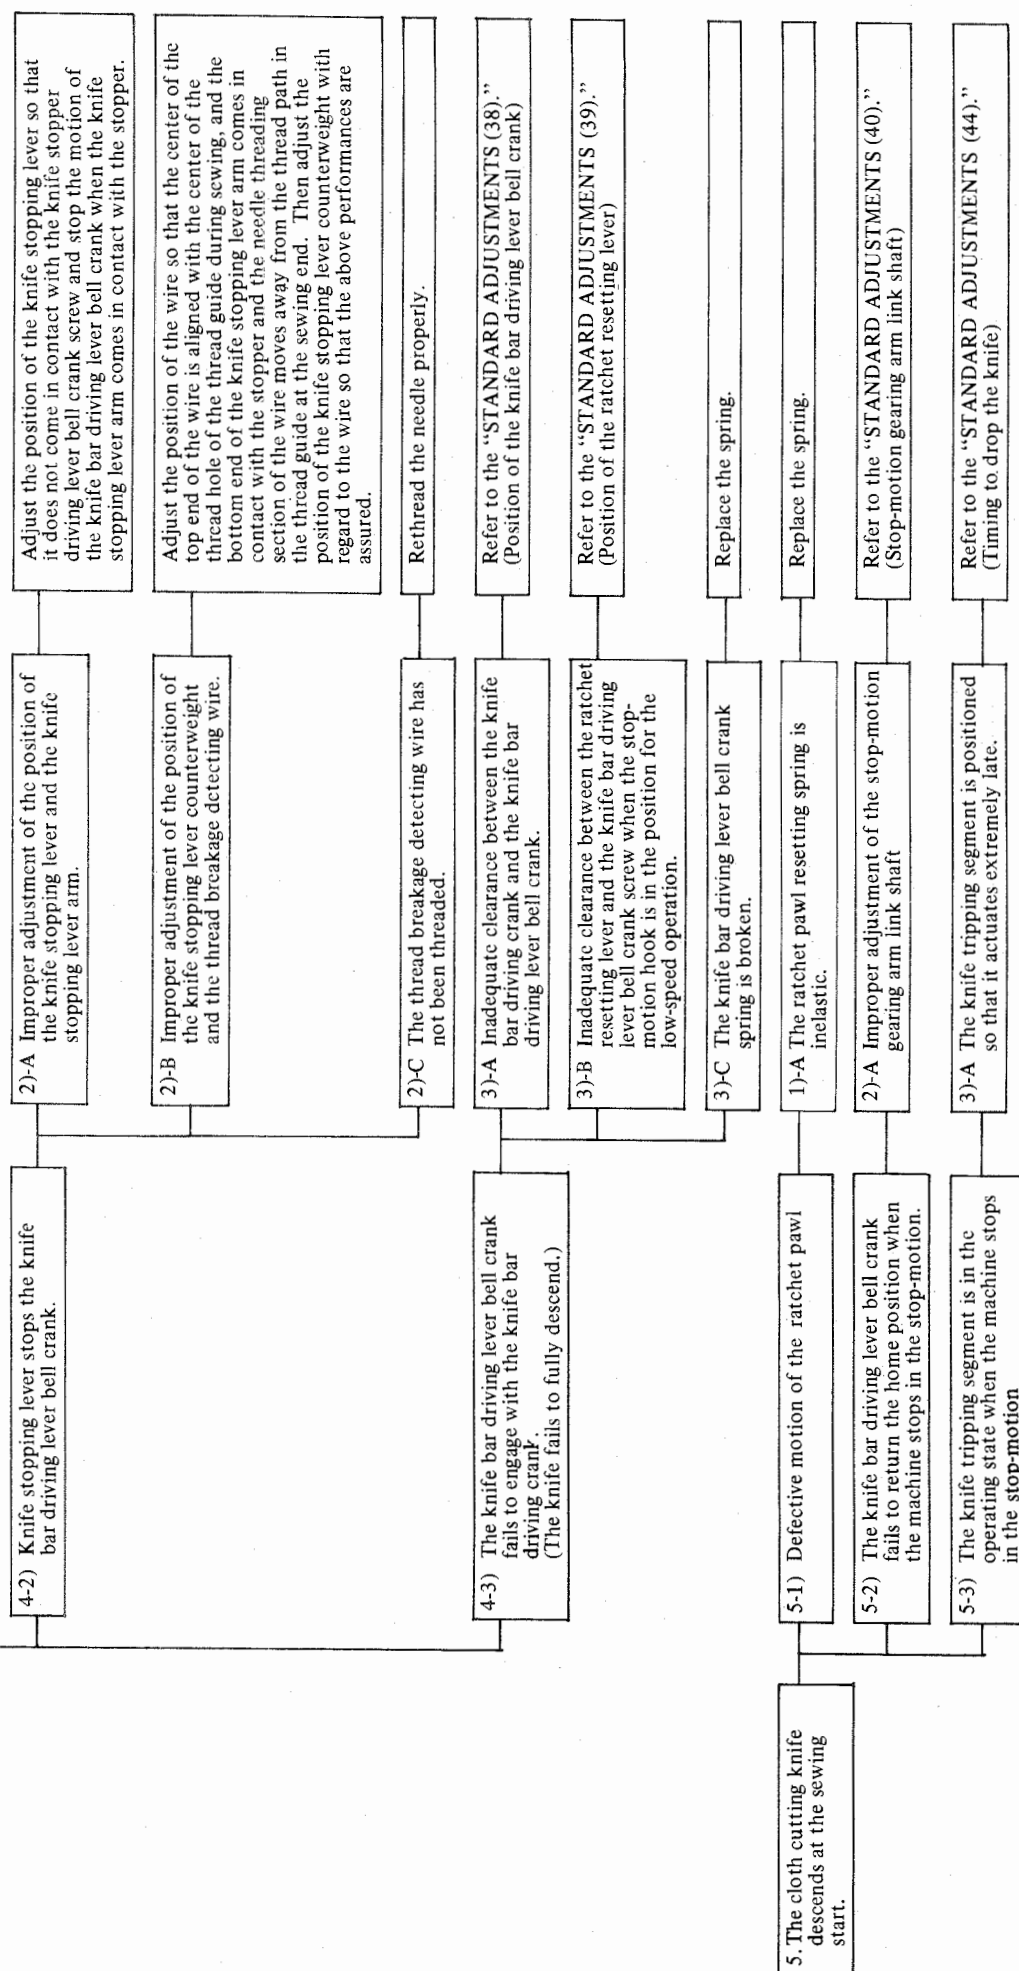 4-2) Knife stopping lever stops the knife
bar driving lever bell crank.
2)-A Improper adjustment of the position of
the knife stopping lever and the knife
stopping lever arm.
Adjust the position of the knife stopping lever so that
it does not come in contact with the knife stopper
driving lever bell crank screw and stop the motion of
the knife bar driving lever bell crank when the knife
stopping lever arm comes in contact with the stopper.
2)-B Improper adjustment of the position of
the knife stopping lever counterweight
and the thread breakage detecting wire.
Adjust the position of the wire so that the center of the
top end of the wire is aligned with the center of the
thread hole of the thread guide during sewing, and the
bottom end of the knife stopping lever arm comes in
contact with the stopper and the needle threading
section of the wire moves away from the thread path in
the thread guide at the sewing end. Then adjust the
position of the knife stopping lever counterweight with
regard to the wire so that the above performances are
assured.
2)-C The thread breakage detecting wire has
not been threaded.
Rethread the needle properly.
4-3) The knife bar driving lever bell crank
fails to engage with the knife bar
driving crank.
(The knife fails to fully descend.)
3)-A Inadequate clearance between the knife
bar driving crank and the knife bar
driving lever bell crank.
Refer to the “STANDARD ADJUSTMENTS (38).”
(Position of the knife bar driving lever bell crank)
3)-B Inadequate clearance between the ratchet
resetting lever and the knife bar driving
lever bell crank screw when the stop-
motion hook is in the position for the
low-speed operation.
Refer to the “STANDARD ADJUSTMENTS (39).”
(Position of the ratchet resetting lever)
3)-C The knife bar driving lever bell crank
spring is broken.
Replace the spring.
5. The cloth cutting knife
descends at the sewing
start.
5-1) Defective motion of the ratchet pawl
1)-A The ratchet pawl resetting spring is
inelastic.
Replace the spring.
5-2) The knife bar driving lever bell crank
fails to return the home position when
the machine stops in the stop-motion.
2)-A Improper adjustment of the stop-motion
gearing arm link shaft
Refer to the “STANDARD ADJUSTMENTS (40).”
(Stop-motion gearing arm link shaft)
5-3) The knife tripping segment is in the
operating state when the machine stops
in the stop-motion
3)-A The knife tripping segment is positioned
so that it actuates extremely late.
Refer to the “STANDARD ADJUSTMENTS (44).”
(Timing to drop the knife)